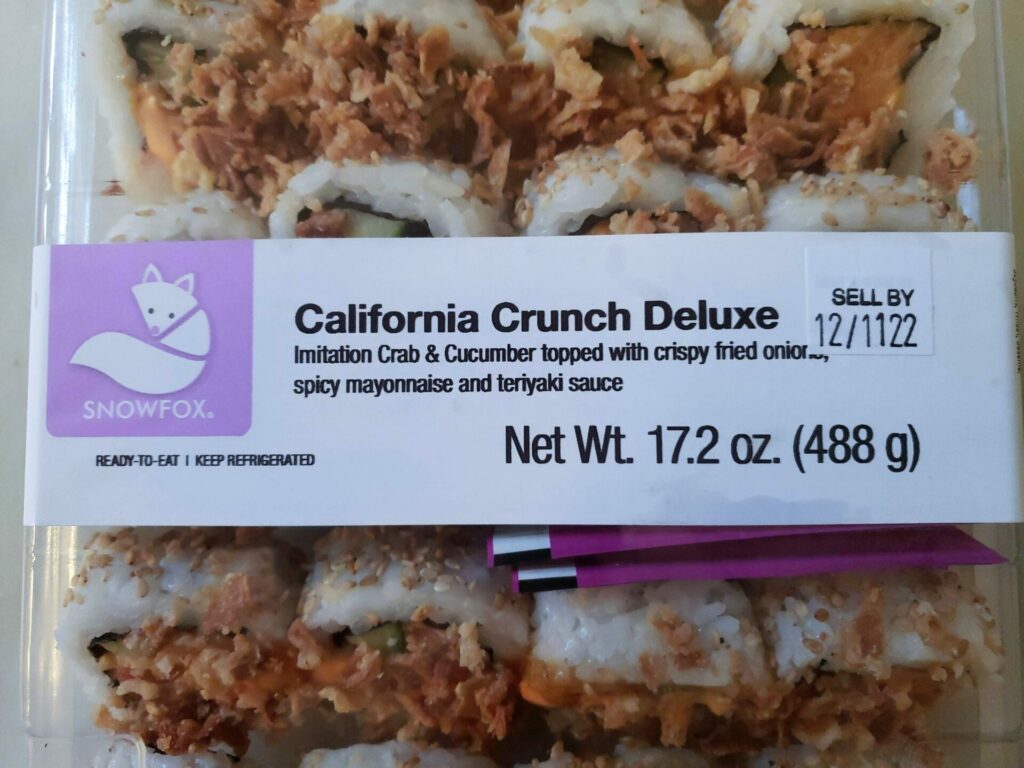 SNOWFOX®
READY-TO-EAT | KEEP REFRIGERATED
California Crunch Deluxe
Imitation Crab & Cucumber topped with crispy fried
spicy mayonnaise and teriyaki sauce
Net Wt. 17.2 oz. (488 g)
SELL BY
12/1122